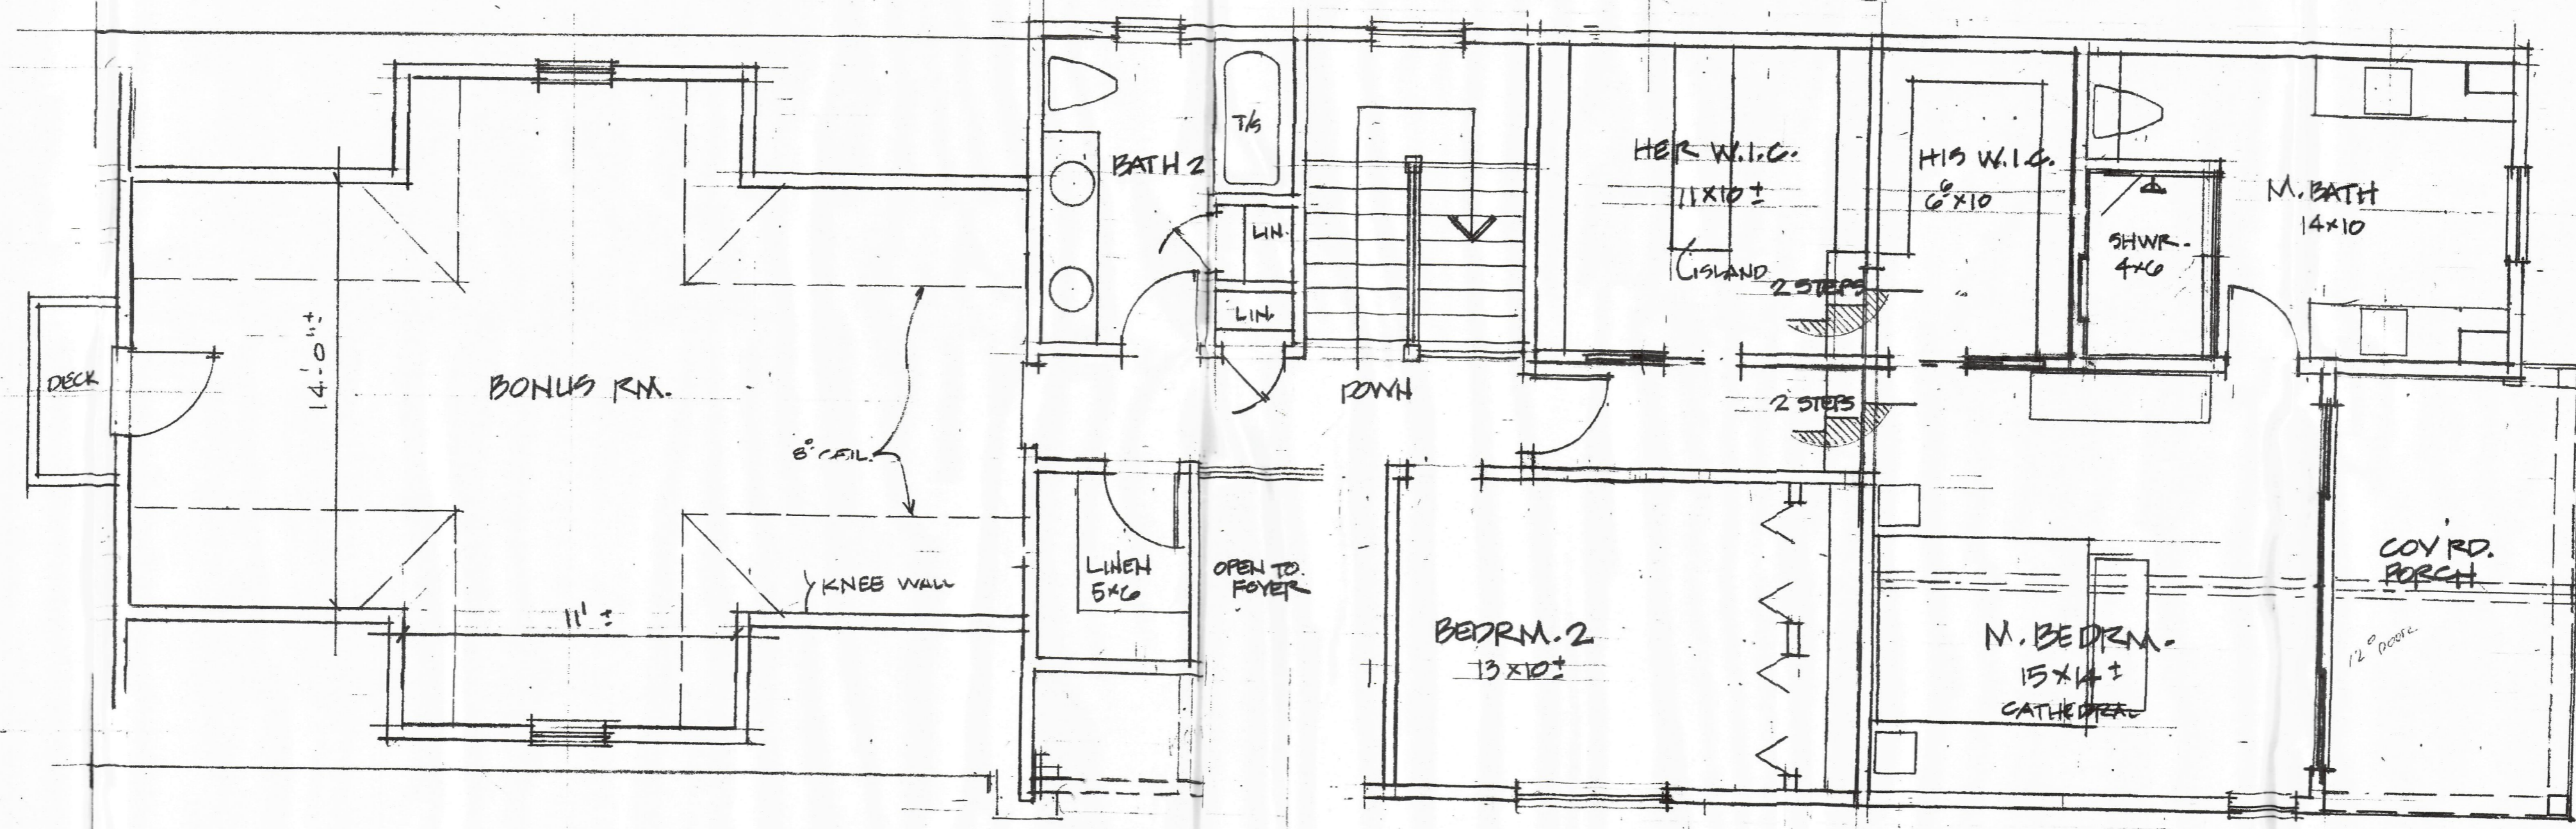 DECK
14'-0"±
BONUS RM.
8° CEIL.
KNEE WALL
11' ±
BATH 2
T/S
LIN.
LIN.
DOWN
LINEN
5x6
OPEN TO
FOYER
HER W.I.C.
11x10±
ISLAND
2 STEPS
2 STEPS
HIS W.I.C.
6⁶x10
SHWR.
4x6
M. BATH
14x10
BEDRM. 2
13x10±
M. BEDRM.
15x14±
CATHEDRAL
COV'RD.
PORCH
12° DOOR